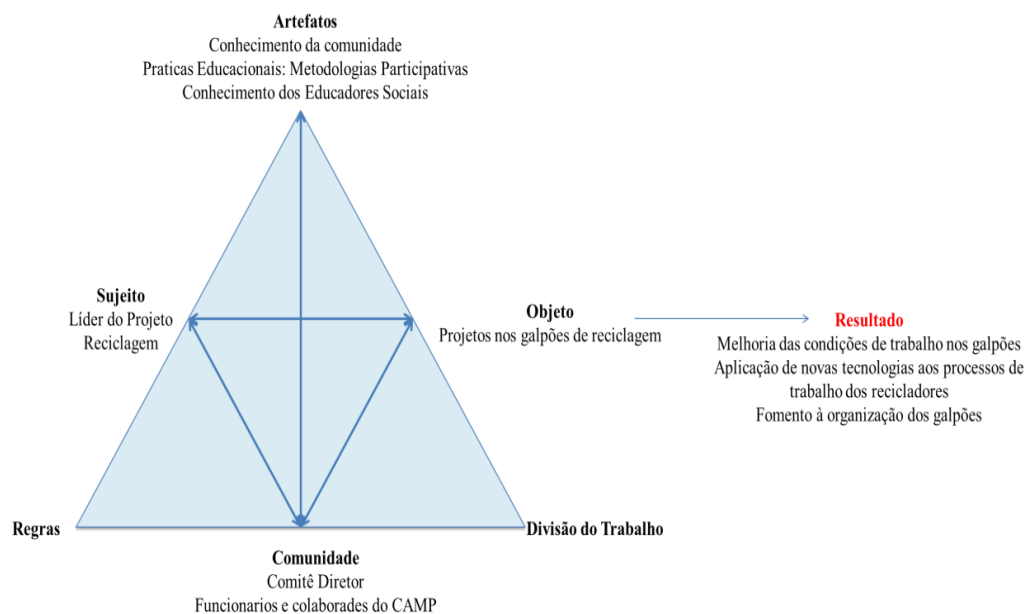 Artefatos
Conhecimento da comunidade
Praticas Educacionais: Metodologias Participativas
Conhecimento dos Educadores Sociais
Sujeito
Líder do Projeto
Reciclagem
Objeto
Projetos nos galpões de reciclagem
Resultado
Melhoria das condições de trabalho nos galpões
Aplicação de novas tecnologias aos processos de
trabalho dos recicladores
Fomento à organização dos galpões
Regras
Divisão do Trabalho
Comunidade
Comitê Diretor
Funcionarios e colaborades do CAMP